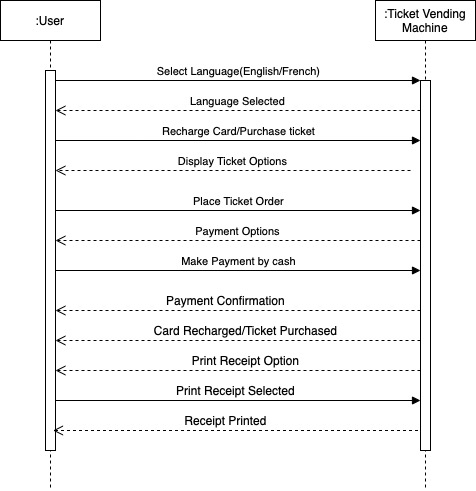 :User
:Ticket Vending
Machine
Select Language(English/French)
Language Selected
Recharge Card/Purchase ticket
Display Ticket Options
Place Ticket Order
Payment Options
Make Payment by cash
Payment Confirmation
Card Recharged/Ticket Purchased
Print Receipt Option
Print Receipt Selected
Receipt Printed